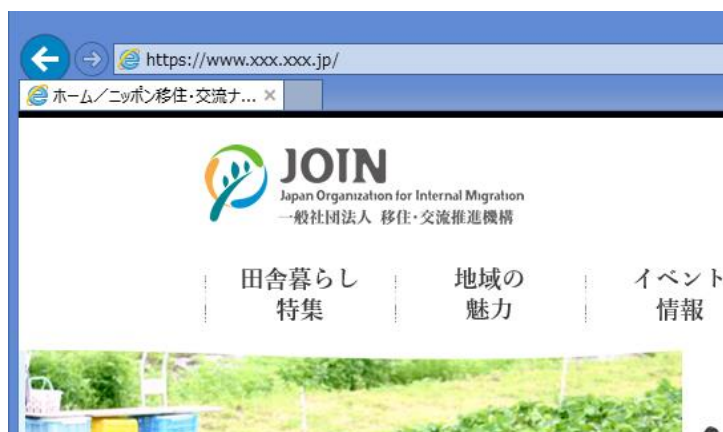 https://www.xxx.xxx.jp/
ホーム／ニッポン移住・交流ナ... ×
JOIN
Japan Organization for Internal Migration
一般社団法人 移住・交流推進機構
田舎暮らし
特集
地域の
魅力
イベント
情報